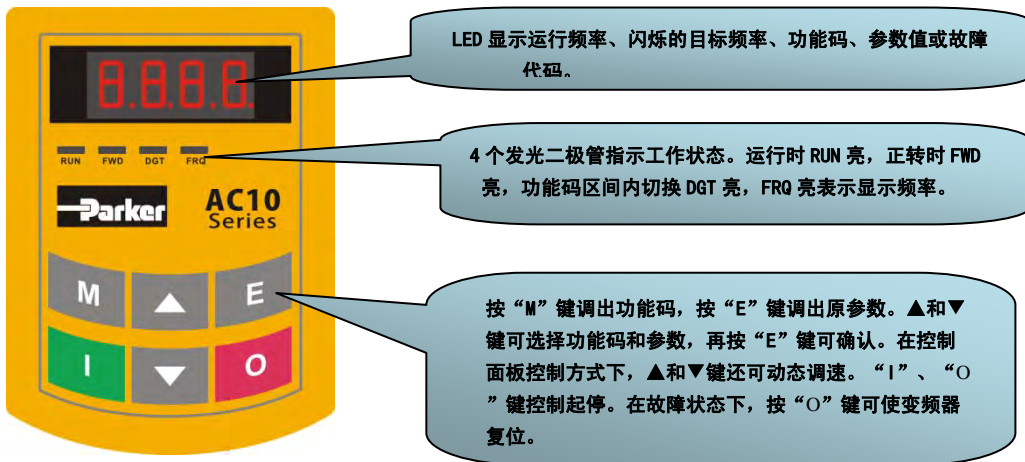 LED 显示运行频率、闪烁的目标频率、功能码、参数值或故障
代码。
8.8.8.8.
RUN FWD DGT FRQ
4 个发光二极管指示工作状态。运行时 RUN 亮，正转时 FWD
亮，功能码区间内切换 DGT 亮，FRQ 亮表示显示频率。
Parker
AC10
Series
M
E
I
O
按“M”键调出功能码，按“E”键调出原参数。▲和▼
键可选择功能码和参数，再按“E”键可确认。在控制
面板控制方式下，▲和▼键还可动态调速。“I”、“O
”键控制起停。在故障状态下，按“O”键可使变频器
复位。